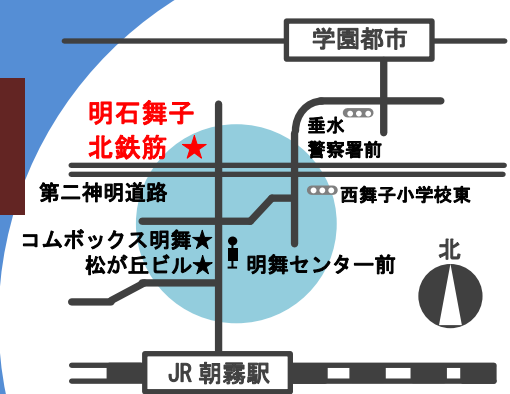 学園都市
明石舞子
北鉄筋 ★
垂水
警察署前
第二神明道路
西舞子小学校東
コムボックス明舞★
松が丘ビル★
明舞センター前
北
JR 朝霧駅